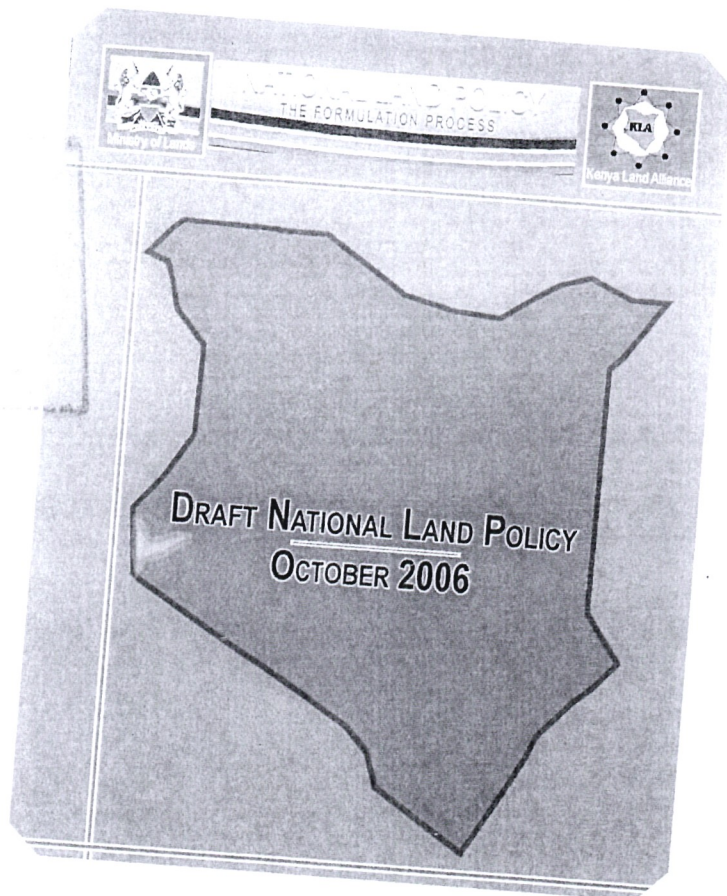 NATIONAL LAND POLICY
THE FORMULATION PROCESS
Ministry of Lands
KLA
Kenya Land Alliance
DRAFT NATIONAL LAND POLICY
OCTOBER 2006